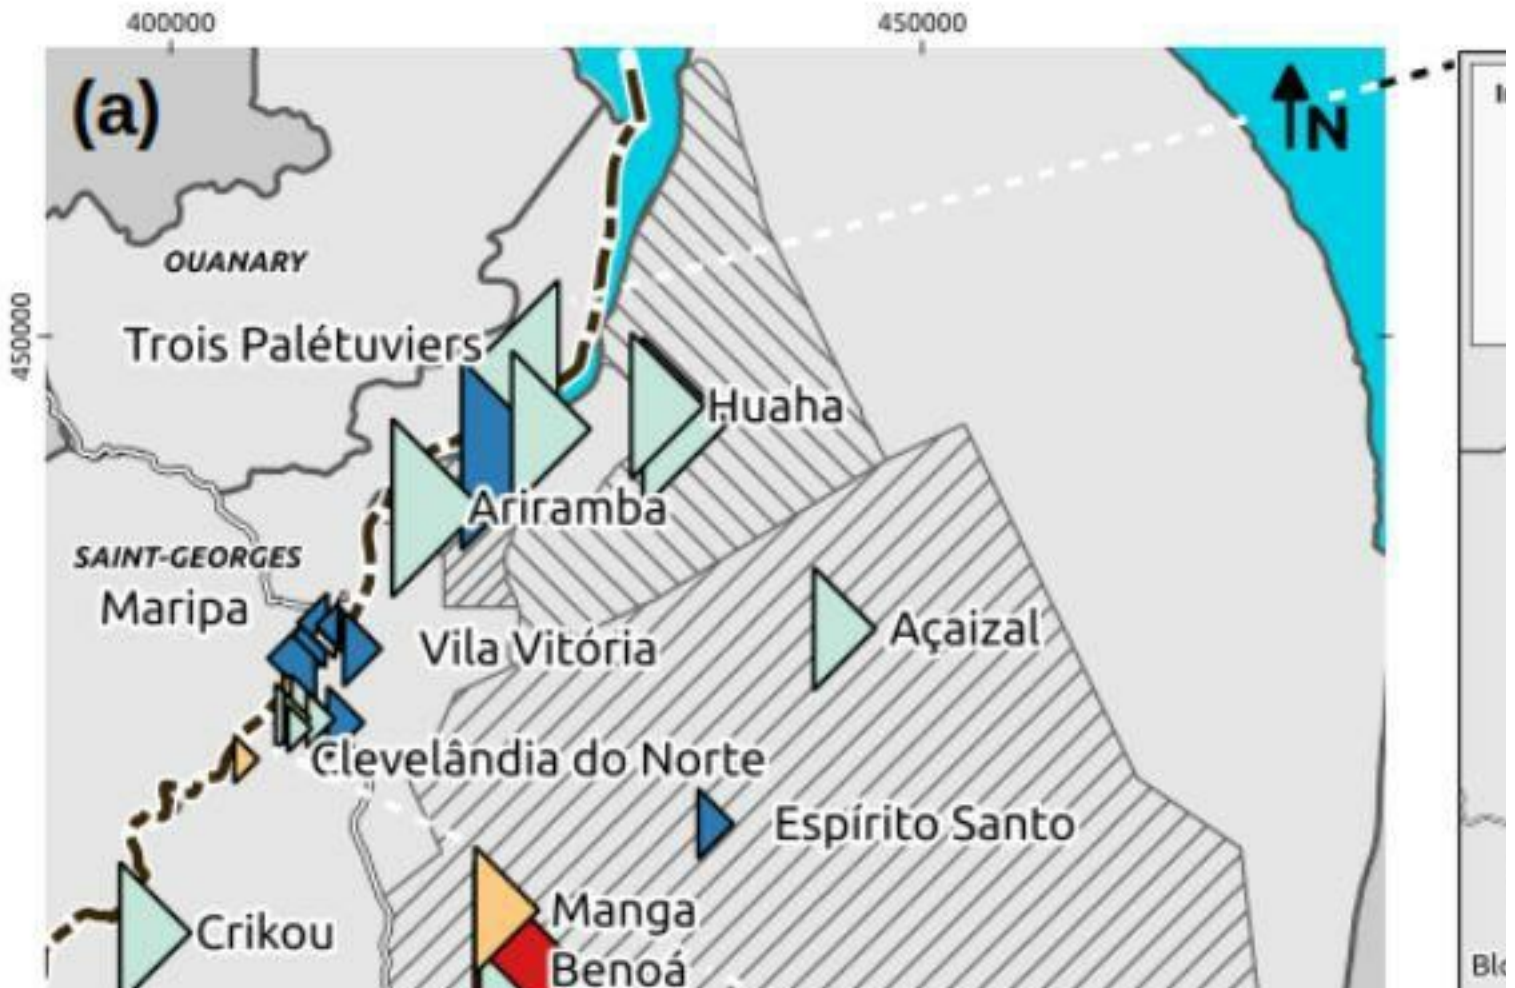 400000
450000
(a)
N
OUANARY
450000
Trois Palétuviers
Huaha
Ariramba
SAINT-GEORGES
Maripa
Vila Vitória
Açaizal
Clevelândia do Norte
Espírito Santo
Manga
Crikou
Benoá